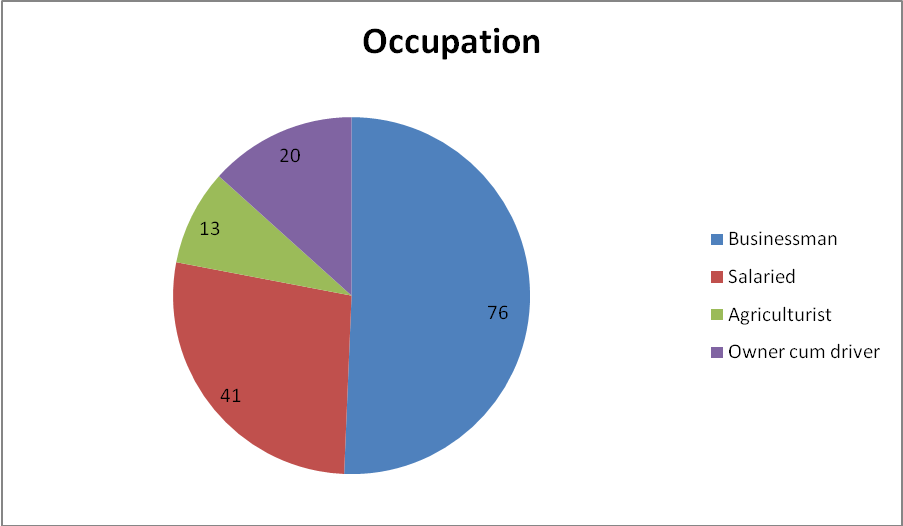 Occupation
20
13
76
41
Businessman
Salaried
Agriculturist
Owner cum driver